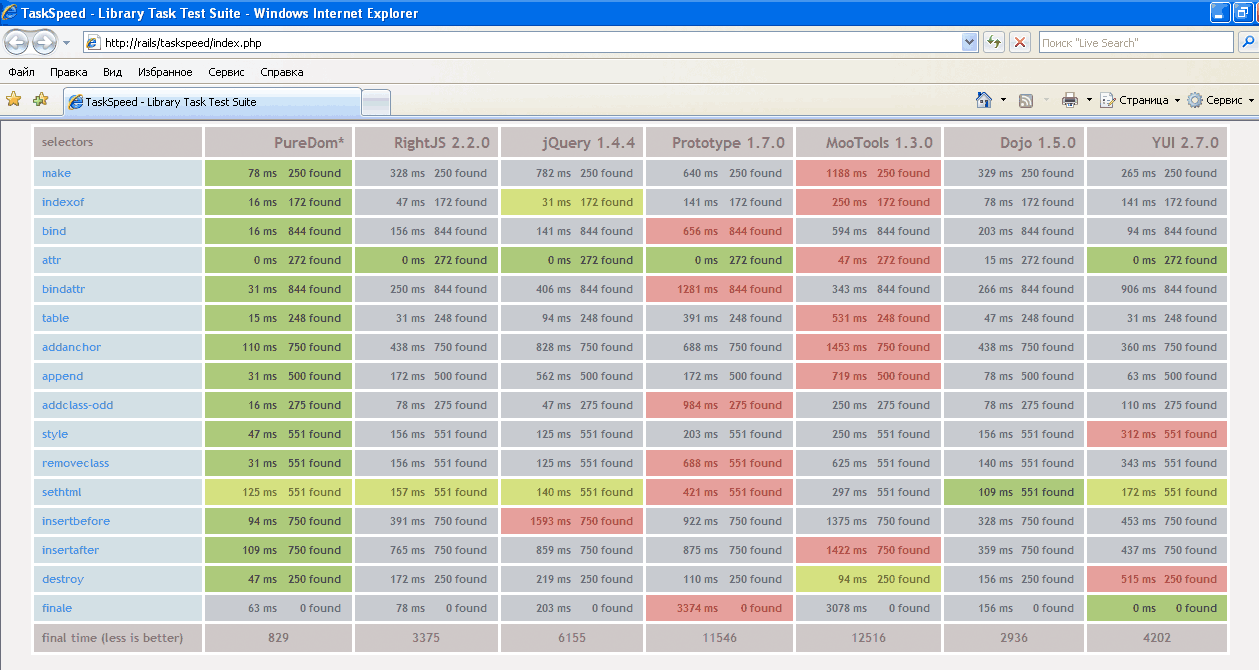 TaskSpeed - Library Task Test Suite - Windows Internet Explorer
http://rails/taskspeed/index.php Поиск "Live Search"
Файл Правка Вид Избранное Сервис Справка
TaskSpeed - Library Task Test Suite Страница Сервис
selectors PureDom* RightJS 2.2.0 jQuery 1.4.4 Prototype 1.7.0 MooTools 1.3.0 Dojo 1.5.0 YUI 2.7.0
make 78 ms 250 found 328 ms 250 found 782 ms 250 found 640 ms 250 found 1188 ms 250 found 329 ms 250 found 265 ms 250 found
indexof 16 ms 172 found 47 ms 172 found 31 ms 172 found 141 ms 172 found 250 ms 172 found 78 ms 172 found 141 ms 172 found
bind 16 ms 844 found 156 ms 844 found 141 ms 844 found 656 ms 844 found 594 ms 844 found 203 ms 844 found 94 ms 844 found
attr 0 ms 272 found 0 ms 272 found 0 ms 272 found 0 ms 272 found 47 ms 272 found 15 ms 272 found 0 ms 272 found
bindattr 31 ms 844 found 250 ms 844 found 406 ms 844 found 1281 ms 844 found 343 ms 844 found 266 ms 844 found 906 ms 844 found
table 15 ms 248 found 31 ms 248 found 94 ms 248 found 391 ms 248 found 531 ms 248 found 47 ms 248 found 31 ms 248 found
addanchor 110 ms 750 found 438 ms 750 found 828 ms 750 found 688 ms 750 found 1453 ms 750 found 438 ms 750 found 360 ms 750 found
append 31 ms 500 found 172 ms 500 found 562 ms 500 found 172 ms 500 found 719 ms 500 found 78 ms 500 found 63 ms 500 found
addclass-odd 16 ms 275 found 78 ms 275 found 47 ms 275 found 984 ms 275 found 250 ms 275 found 78 ms 275 found 110 ms 275 found
style 47 ms 551 found 156 ms 551 found 125 ms 551 found 203 ms 551 found 250 ms 551 found 156 ms 551 found 312 ms 551 found
removeclass 31 ms 551 found 156 ms 551 found 125 ms 551 found 688 ms 551 found 625 ms 551 found 140 ms 551 found 343 ms 551 found
sethtml 125 ms 551 found 157 ms 551 found 140 ms 551 found 421 ms 551 found 297 ms 551 found 109 ms 551 found 172 ms 551 found
insertbefore 94 ms 750 found 391 ms 750 found 1593 ms 750 found 922 ms 750 found 1375 ms 750 found 328 ms 750 found 453 ms 750 found
insertafter 109 ms 750 found 765 ms 750 found 859 ms 750 found 875 ms 750 found 1422 ms 750 found 359 ms 750 found 437 ms 750 found
destroy 47 ms 250 found 172 ms 250 found 219 ms 250 found 110 ms 250 found 94 ms 250 found 156 ms 250 found 515 ms 250 found
finale 63 ms 0 found 78 ms 0 found 203 ms 0 found 3374 ms 0 found 3078 ms 0 found 156 ms 0 found 0 ms 0 found
final time (less is better) 829 3375 6155 11546 12516 2936 4202